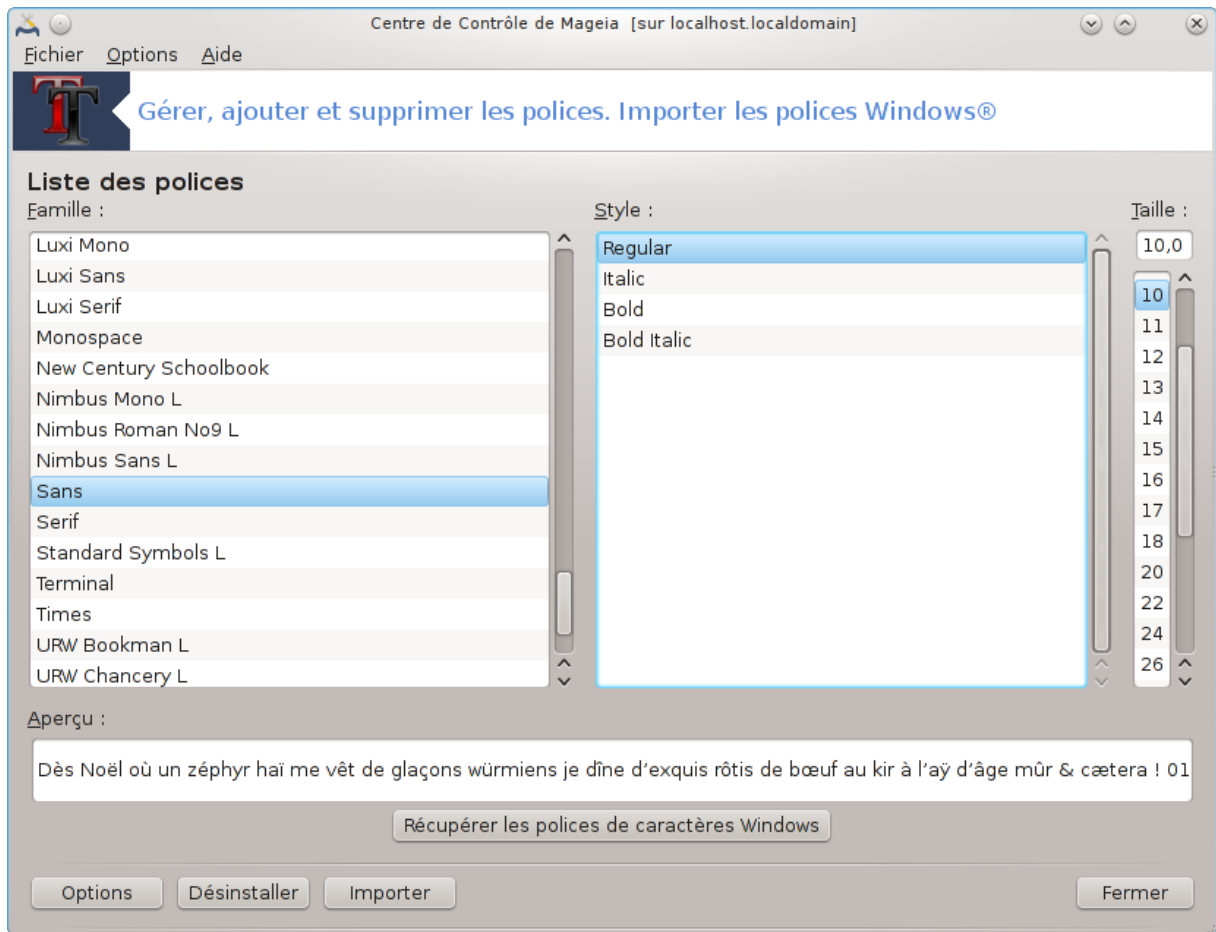 Centre de Contrôle de Mageia [sur localhost.localdomain]
Fichier Options Aide
Gérer, ajouter et supprimer les polices. Importer les polices Windows®
Liste des polices
Famille :
Luxi Mono
Luxi Sans
Luxi Serif
Monospace
New Century Schoolbook
Nimbus Mono L
Nimbus Roman No9 L
Nimbus Sans L
Sans
Serif
Standard Symbols L
Terminal
Times
URW Bookman L
URW Chancery L
Style :
Regular
Italic
Bold
Bold Italic
Taille :
10,0
10
11
12
13
14
15
16
17
18
20
22
24
26
Aperçu :
Dès Noël où un zéphyr haï me vêt de glaçons würmiens je dîne d’exquis rôtis de bœuf au kir à l’aÿ d’âge mûr & cætera ! 01
Récupérer les polices de caractères Windows
Options Désinstaller Importer Fermer